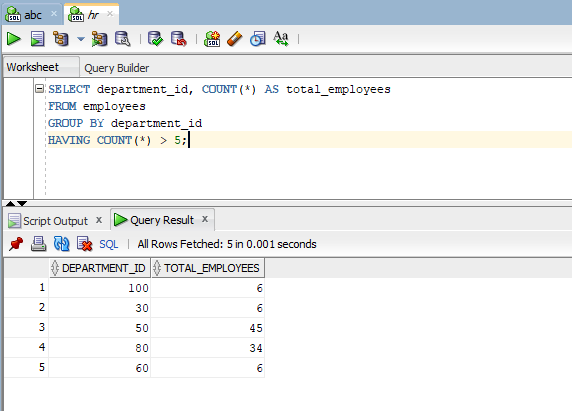 abc x hr x
SQL Aa
Worksheet Query Builder
SELECT department_id, COUNT(*) AS total_employees
FROM employees
GROUP BY department_id
HAVING COUNT(*) > 5;
Script Output x Query Result x
SQL | All Rows Fetched: 5 in 0.001 seconds
DEPARTMENT_ID TOTAL_EMPLOYEES
1 100 6
2 30 6
3 50 45
4 80 34
5 60 6